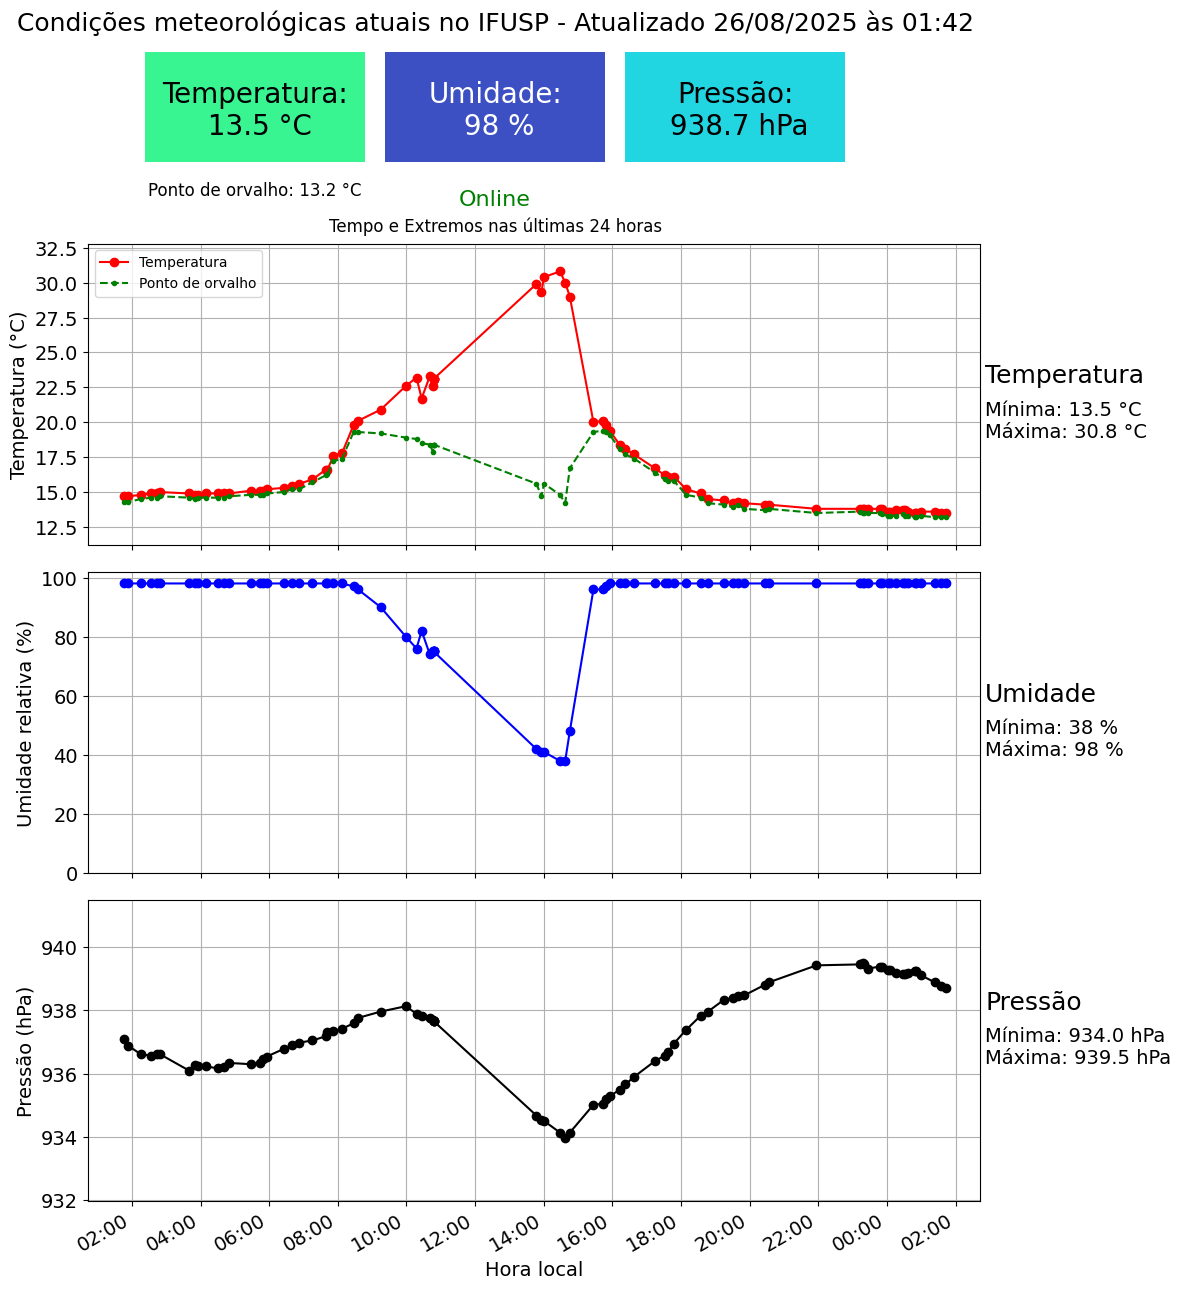 Condições meteorológicas atuais no IFUSP - Atualizado 26/08/2025 às 01:42
Temperatura:
13.5 °C
Umidade:
98 %
Pressão:
938.7 hPa
Ponto de orvalho: 13.2 °C
Online
Tempo e Extremos nas últimas 24 horas
Temperatura
Ponto de orvalho
Temperatura (°C)
32.5
30.0
27.5
25.0
22.5
20.0
17.5
15.0
12.5
Temperatura
Mínima: 13.5 °C
Máxima: 30.8 °C
Umidade relativa (%)
100
80
60
40
20
0
Umidade
Mínima: 38 %
Máxima: 98 %
Pressão (hPa)
940
938
936
934
932
Pressão
Mínima: 934.0 hPa
Máxima: 939.5 hPa
02:00 04:00 06:00 08:00 10:00 12:00 14:00 16:00 18:00 20:00 22:00 00:00 02:00
Hora local